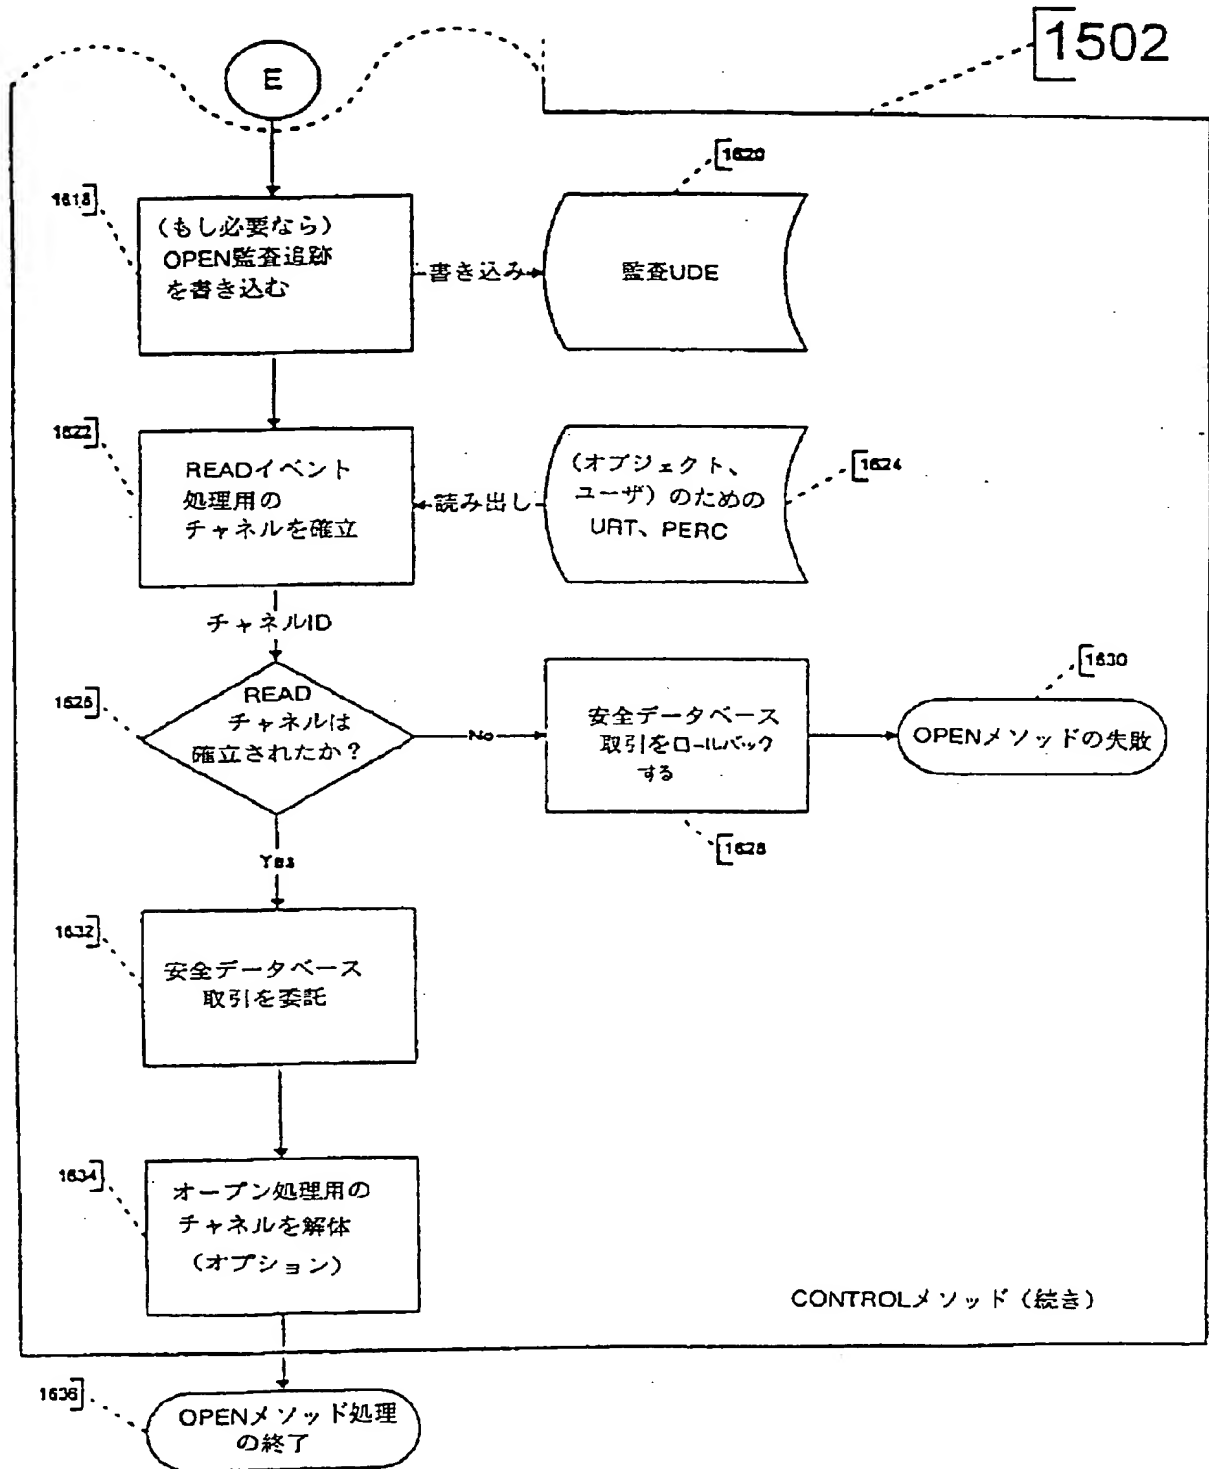 1502
E
1618
(もし必要なら)
OPEN監査追跡
を書き込む
書き込み
1620
監査UDE
1622
READイベント
処理用の
チャネルを確立
読み出し
(オブジェクト、
ユーザ)のための
URT、PERC
1624
チャネルID
1626
READ
チャネルは
確立されたか?
No
安全データベース
取引をロールバック
する
1628
1630
OPENメソッドの失敗
Yes
1632
安全データベース
取引を委託
1634
オープン処理用の
チャネルを解体
(オプション)
CONTROLメソッド(続き)
1636
OPENメソッド処理
の終了